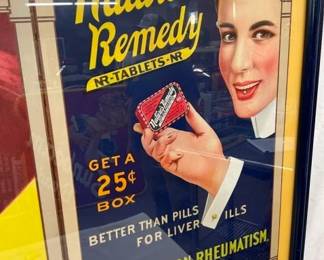 Remedy
NR-TABLETS-NR
GET A
25¢
BOX
BETTER THAN PILLS
FOR LIVER ILLS
RHEUMATISM.